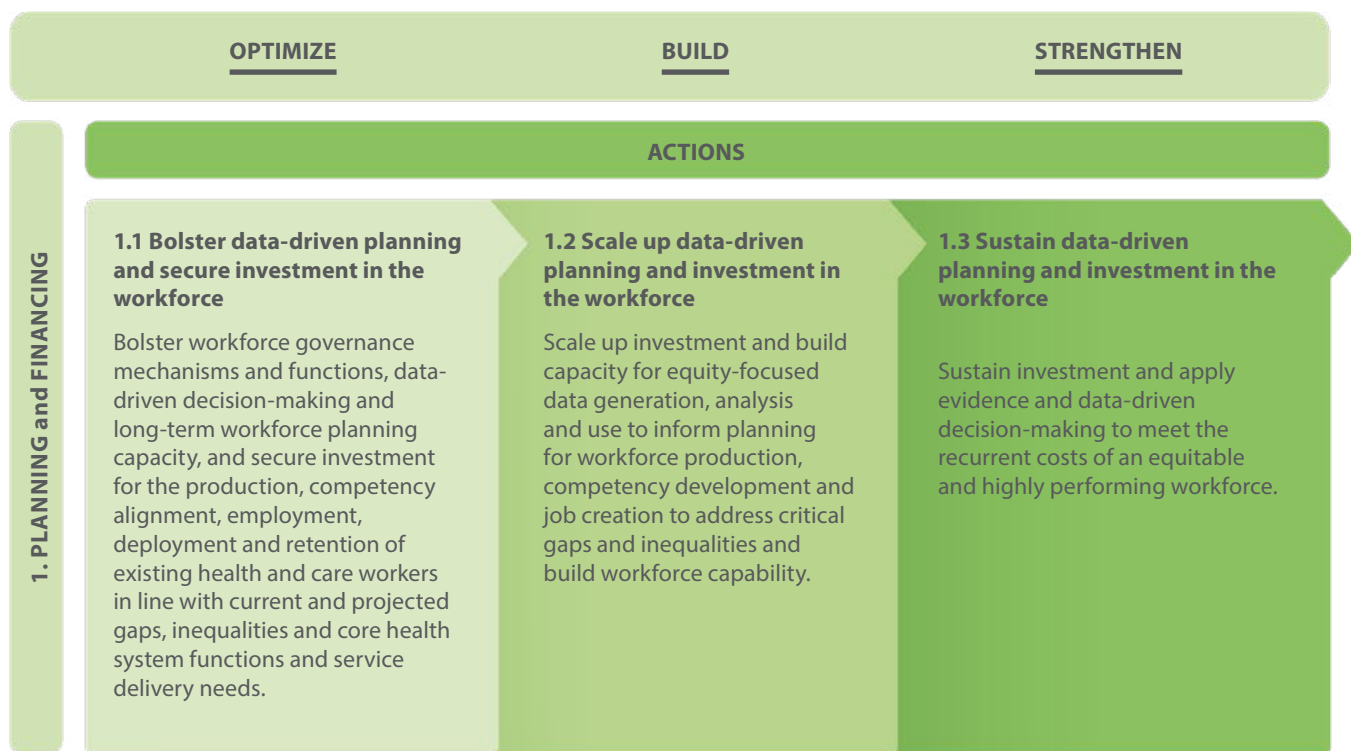 OPTIMIZE
BUILD
STRENGTHEN
ACTIONS
1. PLANNING and FINANCING
1.1 Bolster data-driven planning
and secure investment in the
workforce
Bolster workforce governance
mechanisms and functions, data-
driven decision-making and
long-term workforce planning
capacity, and secure investment
for the production, competency
alignment, employment,
deployment and retention of
existing health and care workers
in line with current and projected
gaps, inequalities and core health
system functions and service
delivery needs.
1.2 Scale up data-driven
planning and investment in
the workforce
Scale up investment and build
capacity for equity-focused
data generation, analysis
and use to inform planning
for workforce production,
competency development and
job creation to address critical
gaps and inequalities and
build workforce capability.
1.3 Sustain data-driven
planning and investment in the
workforce
Sustain investment and apply
evidence and data-driven
decision-making to meet the
recurrent costs of an equitable
and highly performing workforce.